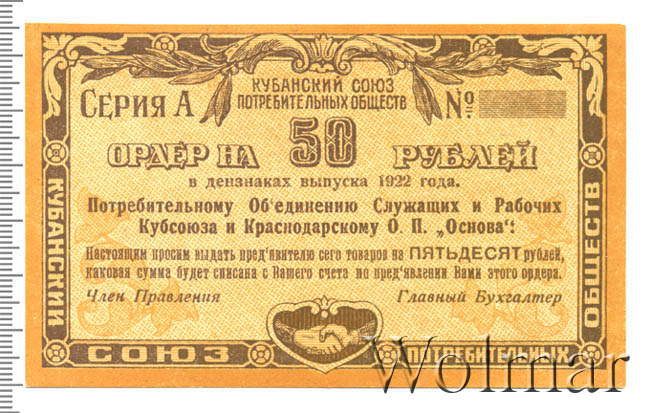 КУБАНСКИЙ СОЮЗ
ПОТРЕБИТЕЛЬНЫХ ОБЩЕСТВ
СЕРИЯ А
№
ОРДЕР НА 50 РУБЛЕЙ
в дензнаках выпуска 1922 года.
Потребительному Об'единению Служащих и Рабочих
Кубсоюза и Краснодарскому О. П. „Основа“:
Настоящим просим выдать пред'явителю сего товаров на ПЯТЬДЕСЯТ рублей,
каковая сумма будет списана с Вашего счета по пред'явлении Вами этого ордера.
Член Правления
Главный Бухгалтер
КУБАНСКИЙ
СОЮЗ
ПОТРЕБИТЕЛЬНЫХ
ОБЩЕСТВ
Wolmar